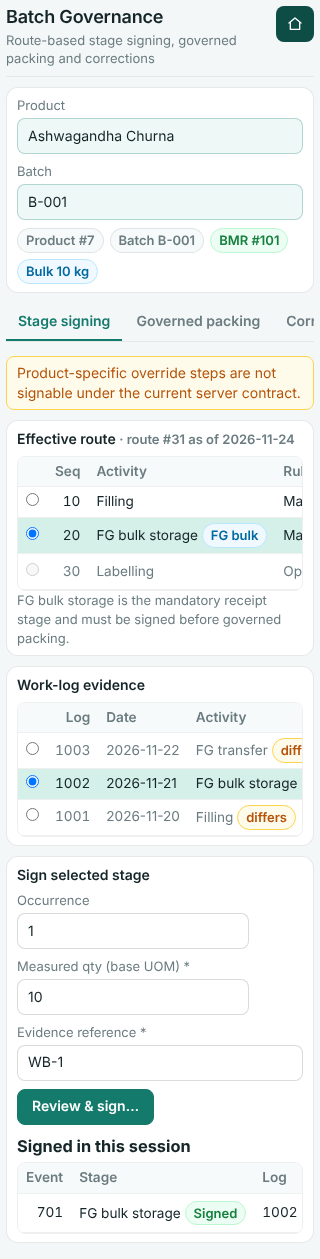 Batch Governance
Route-based stage signing, governed
packing and corrections
Product
Ashwagandha Churna
Batch
B-001
Product #7 Batch B-001 BMR #101
Bulk 10 kg
Stage signing Governed packing Corr
Product-specific override steps are not
signable under the current server contract.
Effective route · route #31 as of 2026-11-24
Seq Activity Rul
10 Filling Ma
20 FG bulk storage FG bulk Ma
30 Labelling Op
FG bulk storage is the mandatory receipt
stage and must be signed before governed
packing.
Work-log evidence
Log Date Activity
1003 2026-11-22 FG transfer diff
1002 2026-11-21 FG bulk storage
1001 2026-11-20 Filling differs
Sign selected stage
Occurrence
1
Measured qty (base UOM) *
10
Evidence reference *
WB-1
Review & sign...
Signed in this session
Event Stage Log
701 FG bulk storage Signed 1002